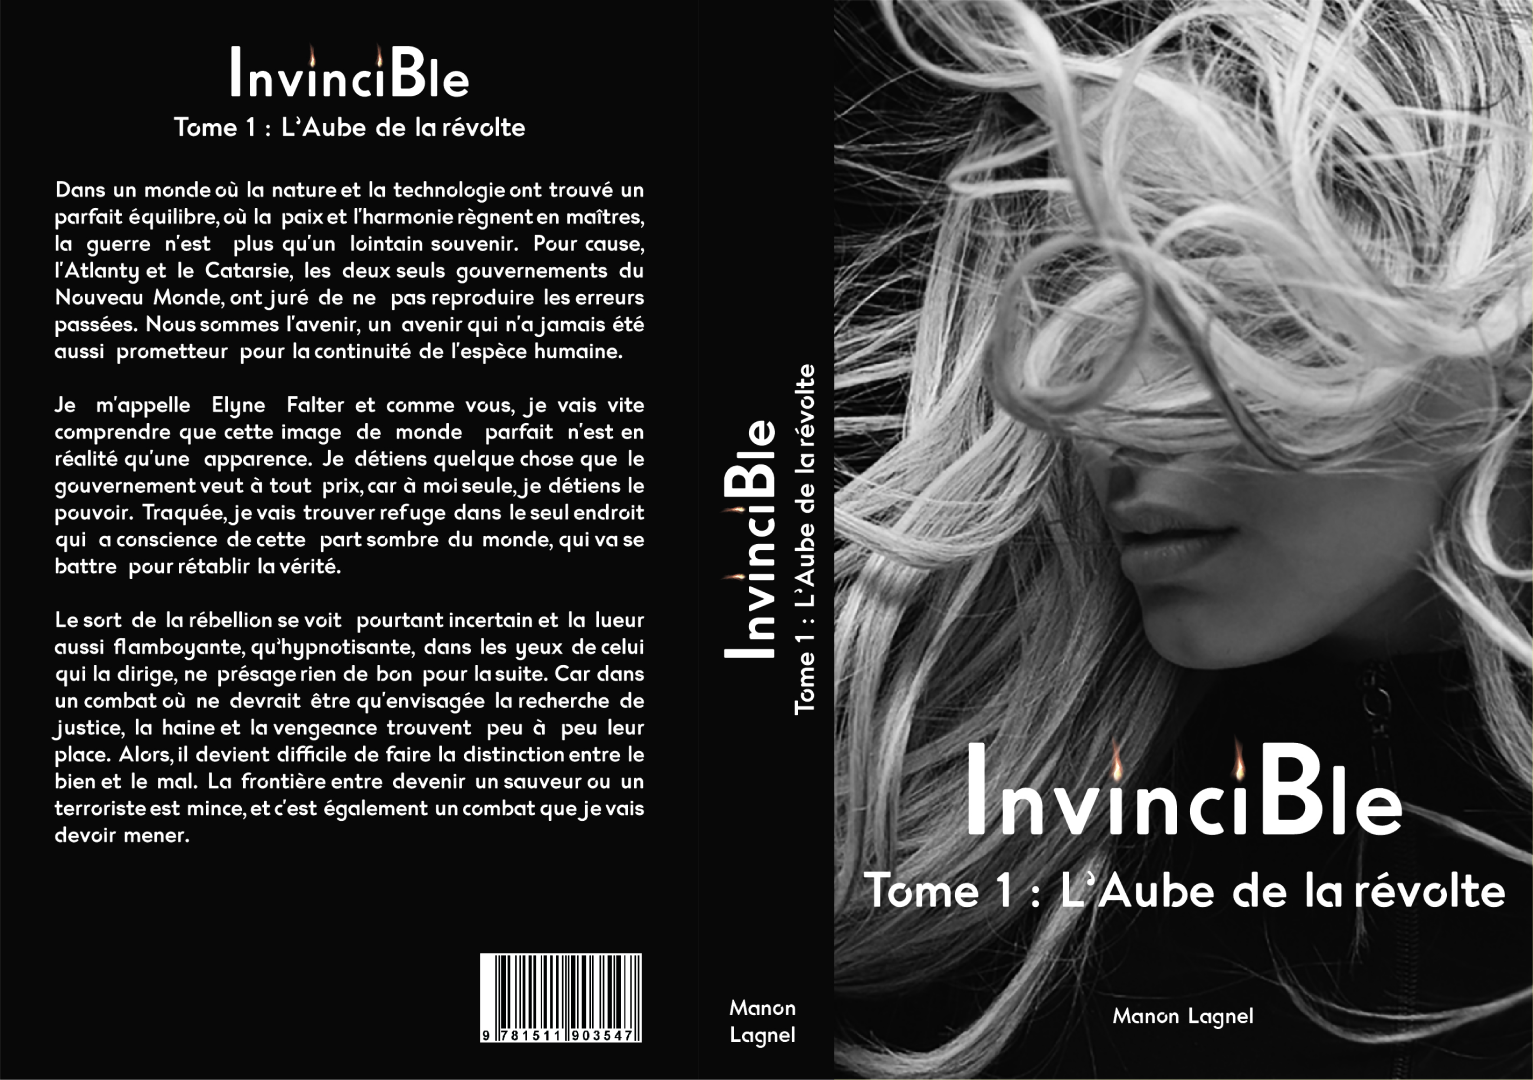 InvinciBle
Tome 1 : L'Aube de la révolte
Dans un monde où la nature et la technologie ont trouvé un
parfait équilibre, où la paix et l'harmonie règnent en maîtres,
la guerre n'est plus qu'un lointain souvenir. Pour cause,
l'Atlanty et le Catarsie, les deux seuls gouvernements du
Nouveau Monde, ont juré de ne pas reproduire les erreurs
passées. Nous sommes l'avenir, un avenir qui n'a jamais été
aussi prometteur pour la continuité de l'espèce humaine.
Je m'appelle Elyne Falter et comme vous, je vais vite
comprendre que cette image de monde parfait n'est en
réalité qu'une apparence. Je détiens quelque chose que le
gouvernement veut à tout prix, car à moi seule, je détiens le
pouvoir. Traquée, je vais trouver refuge dans le seul endroit
qui a conscience de cette part sombre du monde, qui va se
battre pour rétablir la vérité.
Le sort de la rébellion se voit pourtant incertain et la lueur
aussi flamboyante, qu'hypnotisante, dans les yeux de celui
qui la dirige, ne présage rien de bon pour la suite. Car dans
un combat où ne devrait être qu'envisagée la recherche de
justice, la haine et la vengeance trouvent peu à peu leur
place. Alors, il devient difficile de faire la distinction entre le
bien et le mal. La frontière entre devenir un sauveur ou un
terroriste est mince, et c'est également un combat que je vais
devoir mener.
9 781511 903547
InvinciBle
Tome 1 : L'Aube de la révolte
Manon
Lagnel
InvinciBle
Tome 1 : L'Aube de la révolte
Manon Lagnel